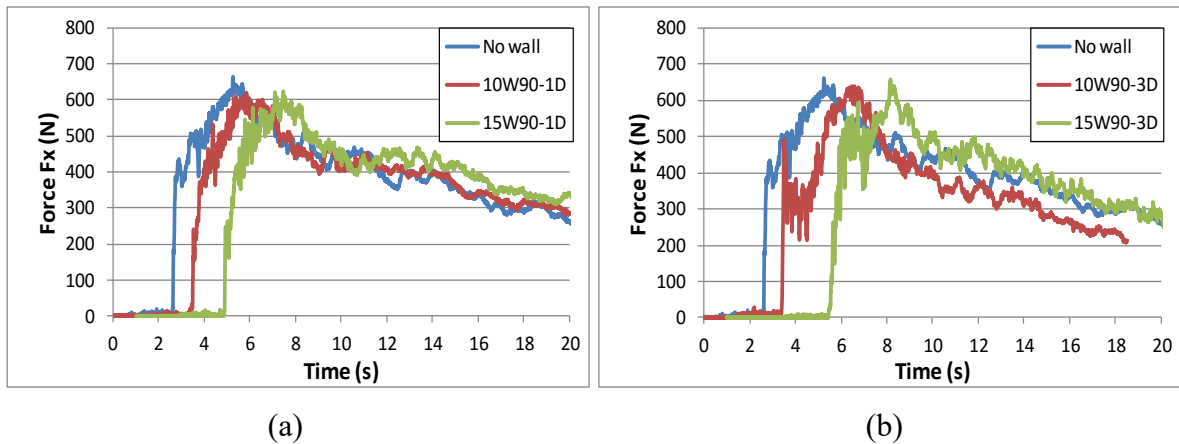 800
700
600
500
400
300
200
100
0
Force Fx (N)
0 2 4 6 8 10 12 14 16 18 20
Time (s)
No wall
10W90-1D
15W90-1D
(a)
800
700
600
500
400
300
200
100
0
Force Fx (N)
0 2 4 6 8 10 12 14 16 18 20
Time (s)
No wall
10W90-3D
15W90-3D
(b)